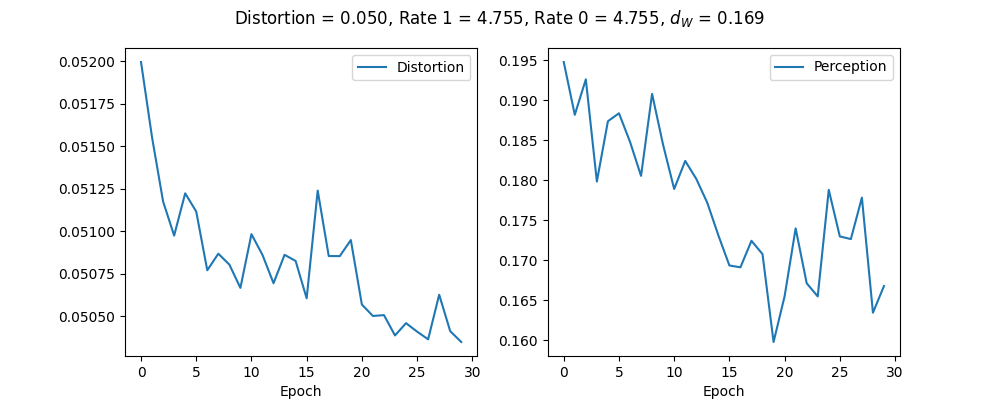 Distortion = 0.050, Rate 1 = 4.755, Rate 0 = 4.755, d_W = 0.169
Distortion
0.05200
0.05175
0.05150
0.05125
0.05100
0.05075
0.05050
0 5 10 15 20 25 30
Epoch
Perception
0.195
0.190
0.185
0.180
0.175
0.170
0.165
0.160
0 5 10 15 20 25 30
Epoch